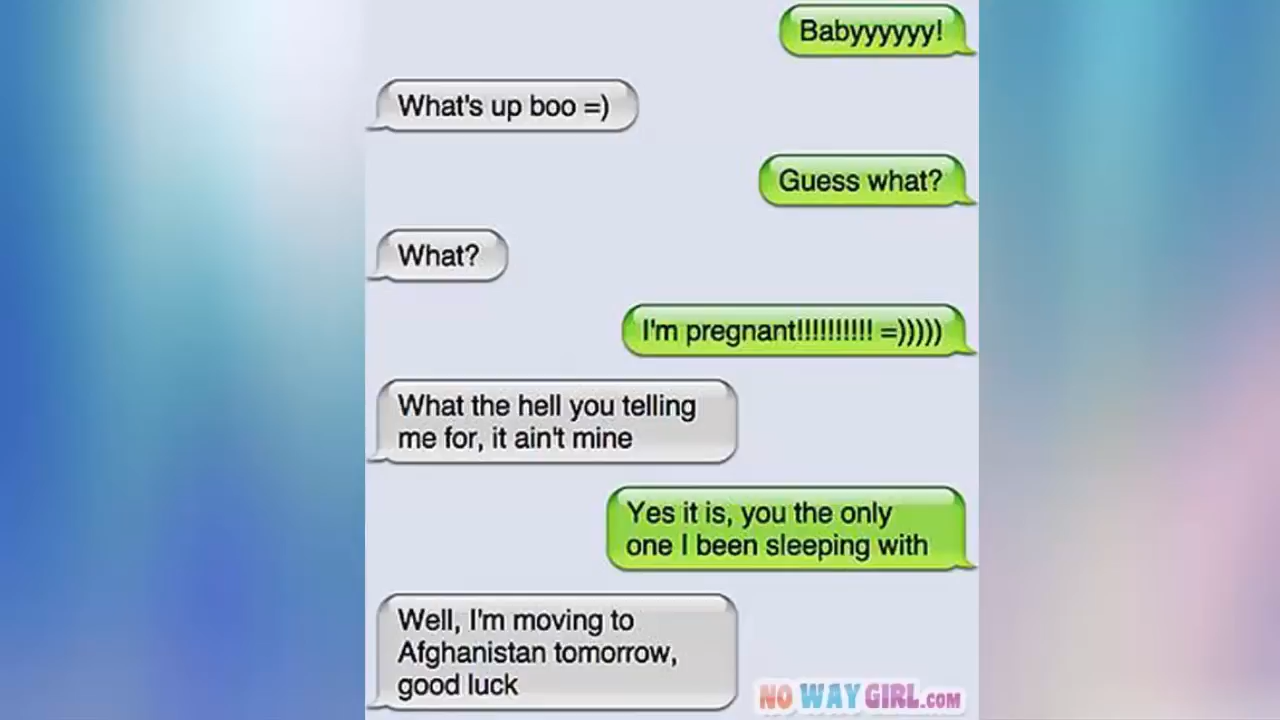 Babyyyyyy!
What's up boo =)
Guess what?
What?
I'm pregnant!!!!!!!!!! =)))))
What the hell you telling
me for, it ain't mine
Yes it is, you the only
one I been sleeping with
Well, I'm moving to
Afghanistan tomorrow,
good luck
NO WAY GIRL.COM